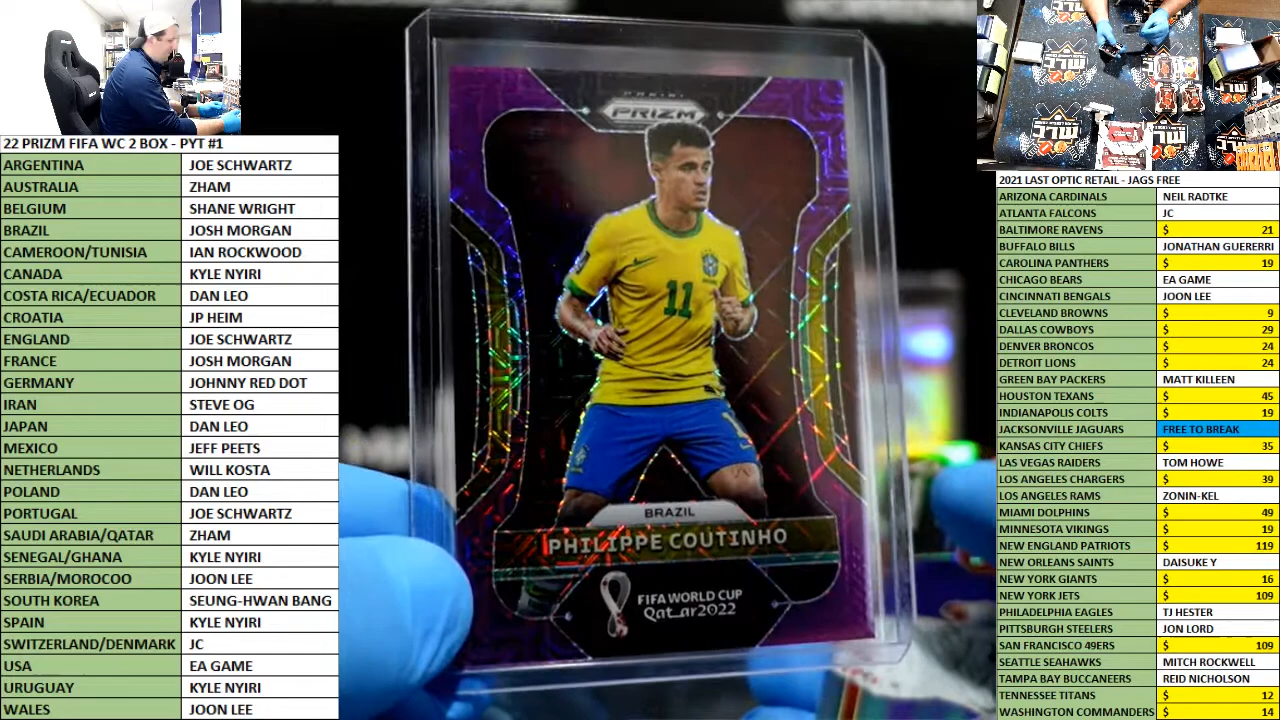 22 PRIZM FIFA WC 2 BOX - PYT #1
ARGENTINA JOE SCHWARTZ
AUSTRALIA ZHAM
BELGIUM SHANE WRIGHT
BRAZIL JOSH MORGAN
CAMEROON/TUNISIA IAN ROCKWOOD
CANADA KYLE NYIRI
COSTA RICA/ECUADOR DAN LEO
CROATIA JP HEIM
ENGLAND JOE SCHWARTZ
FRANCE JOSH MORGAN
GERMANY JOHNNY RED DOT
IRAN STEVE OG
JAPAN DAN LEO
MEXICO JEFF PEETS
NETHERLANDS WILL KOSTA
POLAND DAN LEO
PORTUGAL JOE SCHWARTZ
SAUDI ARABIA/QATAR ZHAM
SENEGAL/GHANA KYLE NYIRI
SERBIA/MOROCOO JOON LEE
SOUTH KOREA SEUNG-HWAN BANG
SPAIN KYLE NYIRI
SWITZERLAND/DENMARK JC
USA EA GAME
URUGUAY KYLE NYIRI
WALES JOON LEE
PANINI
PRIZM
11
BRAZIL
PHILIPPE COUTINHO
FIFA WORLD CUP
Qatar2022
2021 LAST OPTIC RETAIL - JAGS FREE
ARIZONA CARDINALS NEIL RADTKE
ATLANTA FALCONS JC
BALTIMORE RAVENS $ 21
BUFFALO BILLS JONATHAN GUERERRI
CAROLINA PANTHERS $ 19
CHICAGO BEARS EA GAME
CINCINNATI BENGALS JOON LEE
CLEVELAND BROWNS $ 9
DALLAS COWBOYS $ 29
DENVER BRONCOS $ 24
DETROIT LIONS $ 24
GREEN BAY PACKERS MATT KILLEEN
HOUSTON TEXANS $ 45
INDIANAPOLIS COLTS $ 19
JACKSONVILLE JAGUARS FREE TO BREAK
KANSAS CITY CHIEFS $ 35
LAS VEGAS RAIDERS TOM HOWE
LOS ANGELES CHARGERS $ 39
LOS ANGELES RAMS ZONIN-KEL
MIAMI DOLPHINS $ 49
MINNESOTA VIKINGS $ 19
NEW ENGLAND PATRIOTS $ 119
NEW ORLEANS SAINTS DAISUKE Y
NEW YORK GIANTS $ 16
NEW YORK JETS $ 109
PHILADELPHIA EAGLES TJ HESTER
PITTSBURGH STEELERS JON LORD
SAN FRANCISCO 49ERS $ 109
SEATTLE SEAHAWKS MITCH ROCKWELL
TAMPA BAY BUCCANEERS REID NICHOLSON
TENNESSEE TITANS $ 12
WASHINGTON COMMANDERS $ 14